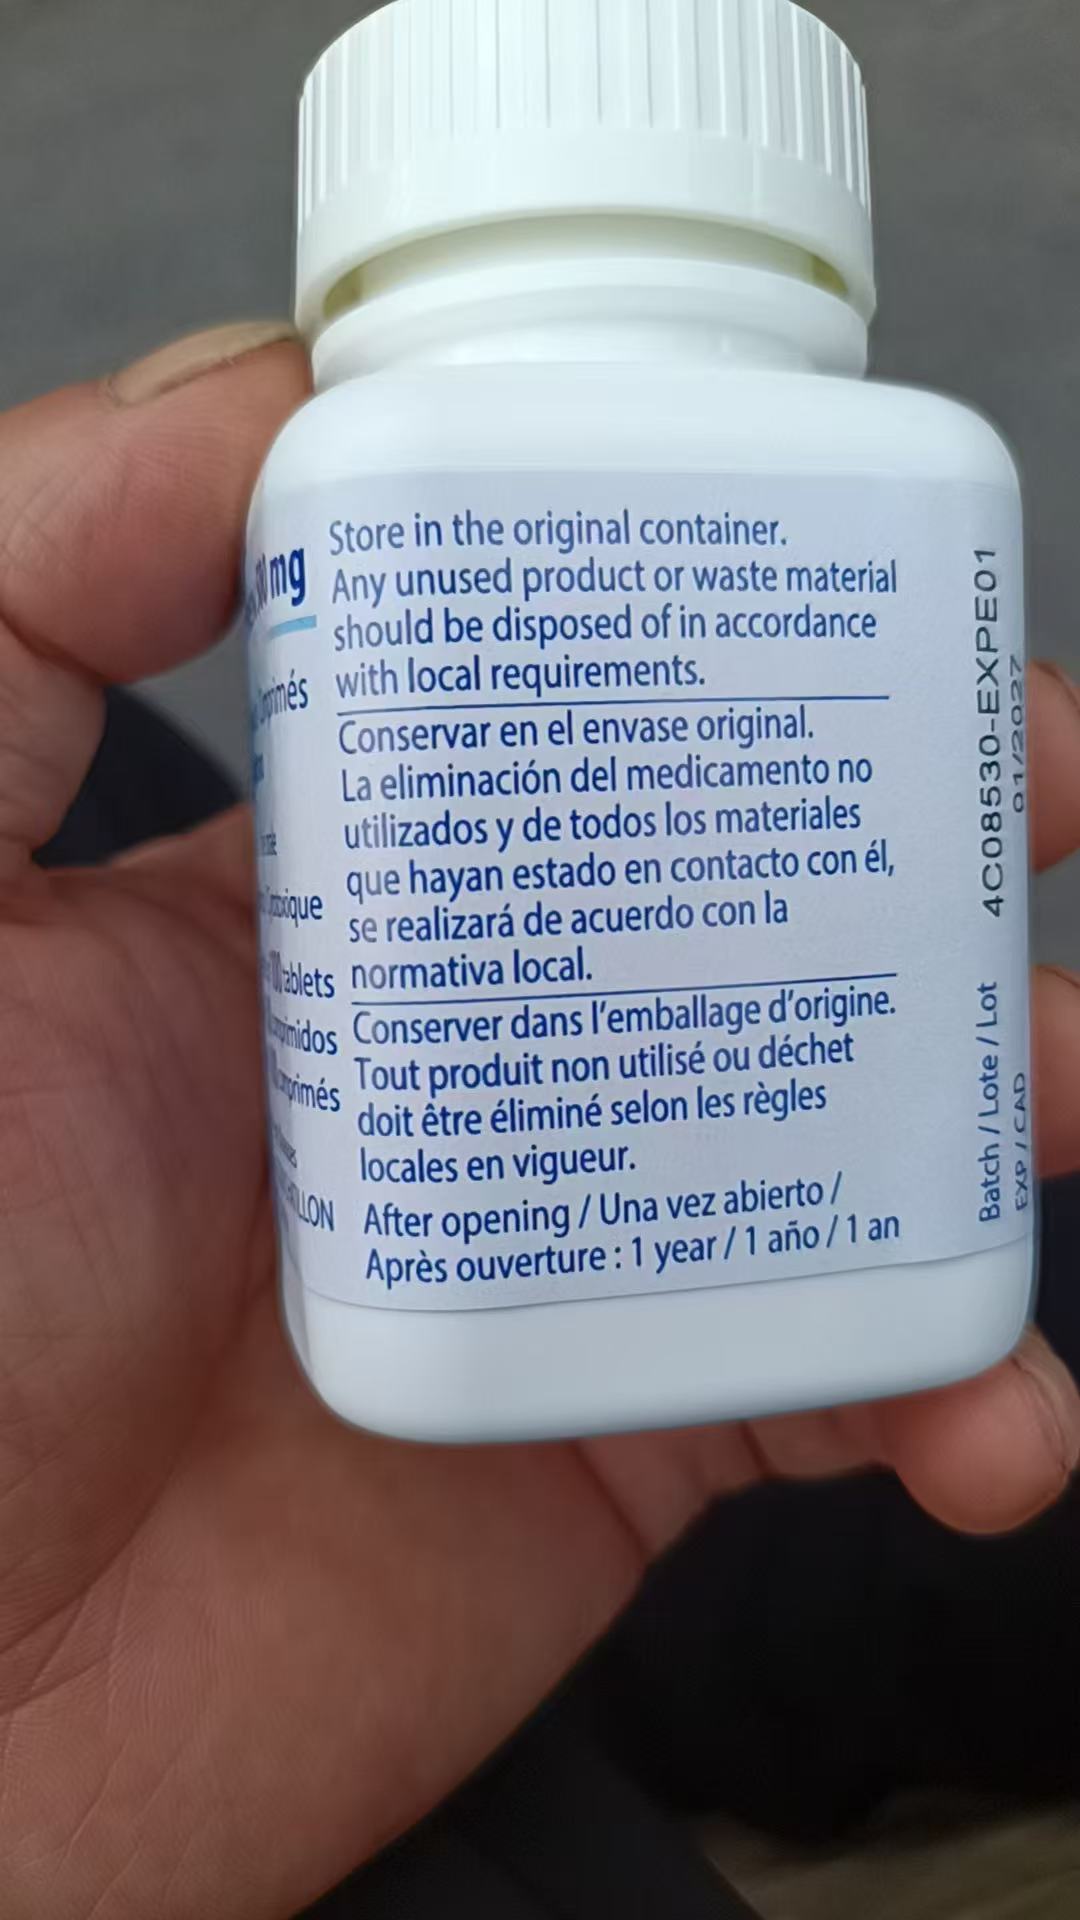 mg
Store in the original container.
Any unused product or waste material
should be disposed of in accordance
with local requirements.
Conservar en el envase original.
La eliminación del medicamento no
utilizados y de todos los materiales
que hayan estado en contacto con él,
se realizará de acuerdo con la
normativa local.
Conserver dans l'emballage d'origine.
Tout produit non utilisé ou déchet
doit être éliminé selon les règles
locales en vigueur.
After opening / Una vez abierto /
Après ouverture : 1 year / 1 año / 1 an
Batch / Lote / Lot 4C08530-EXPE01
EXP / CAD 01/2027